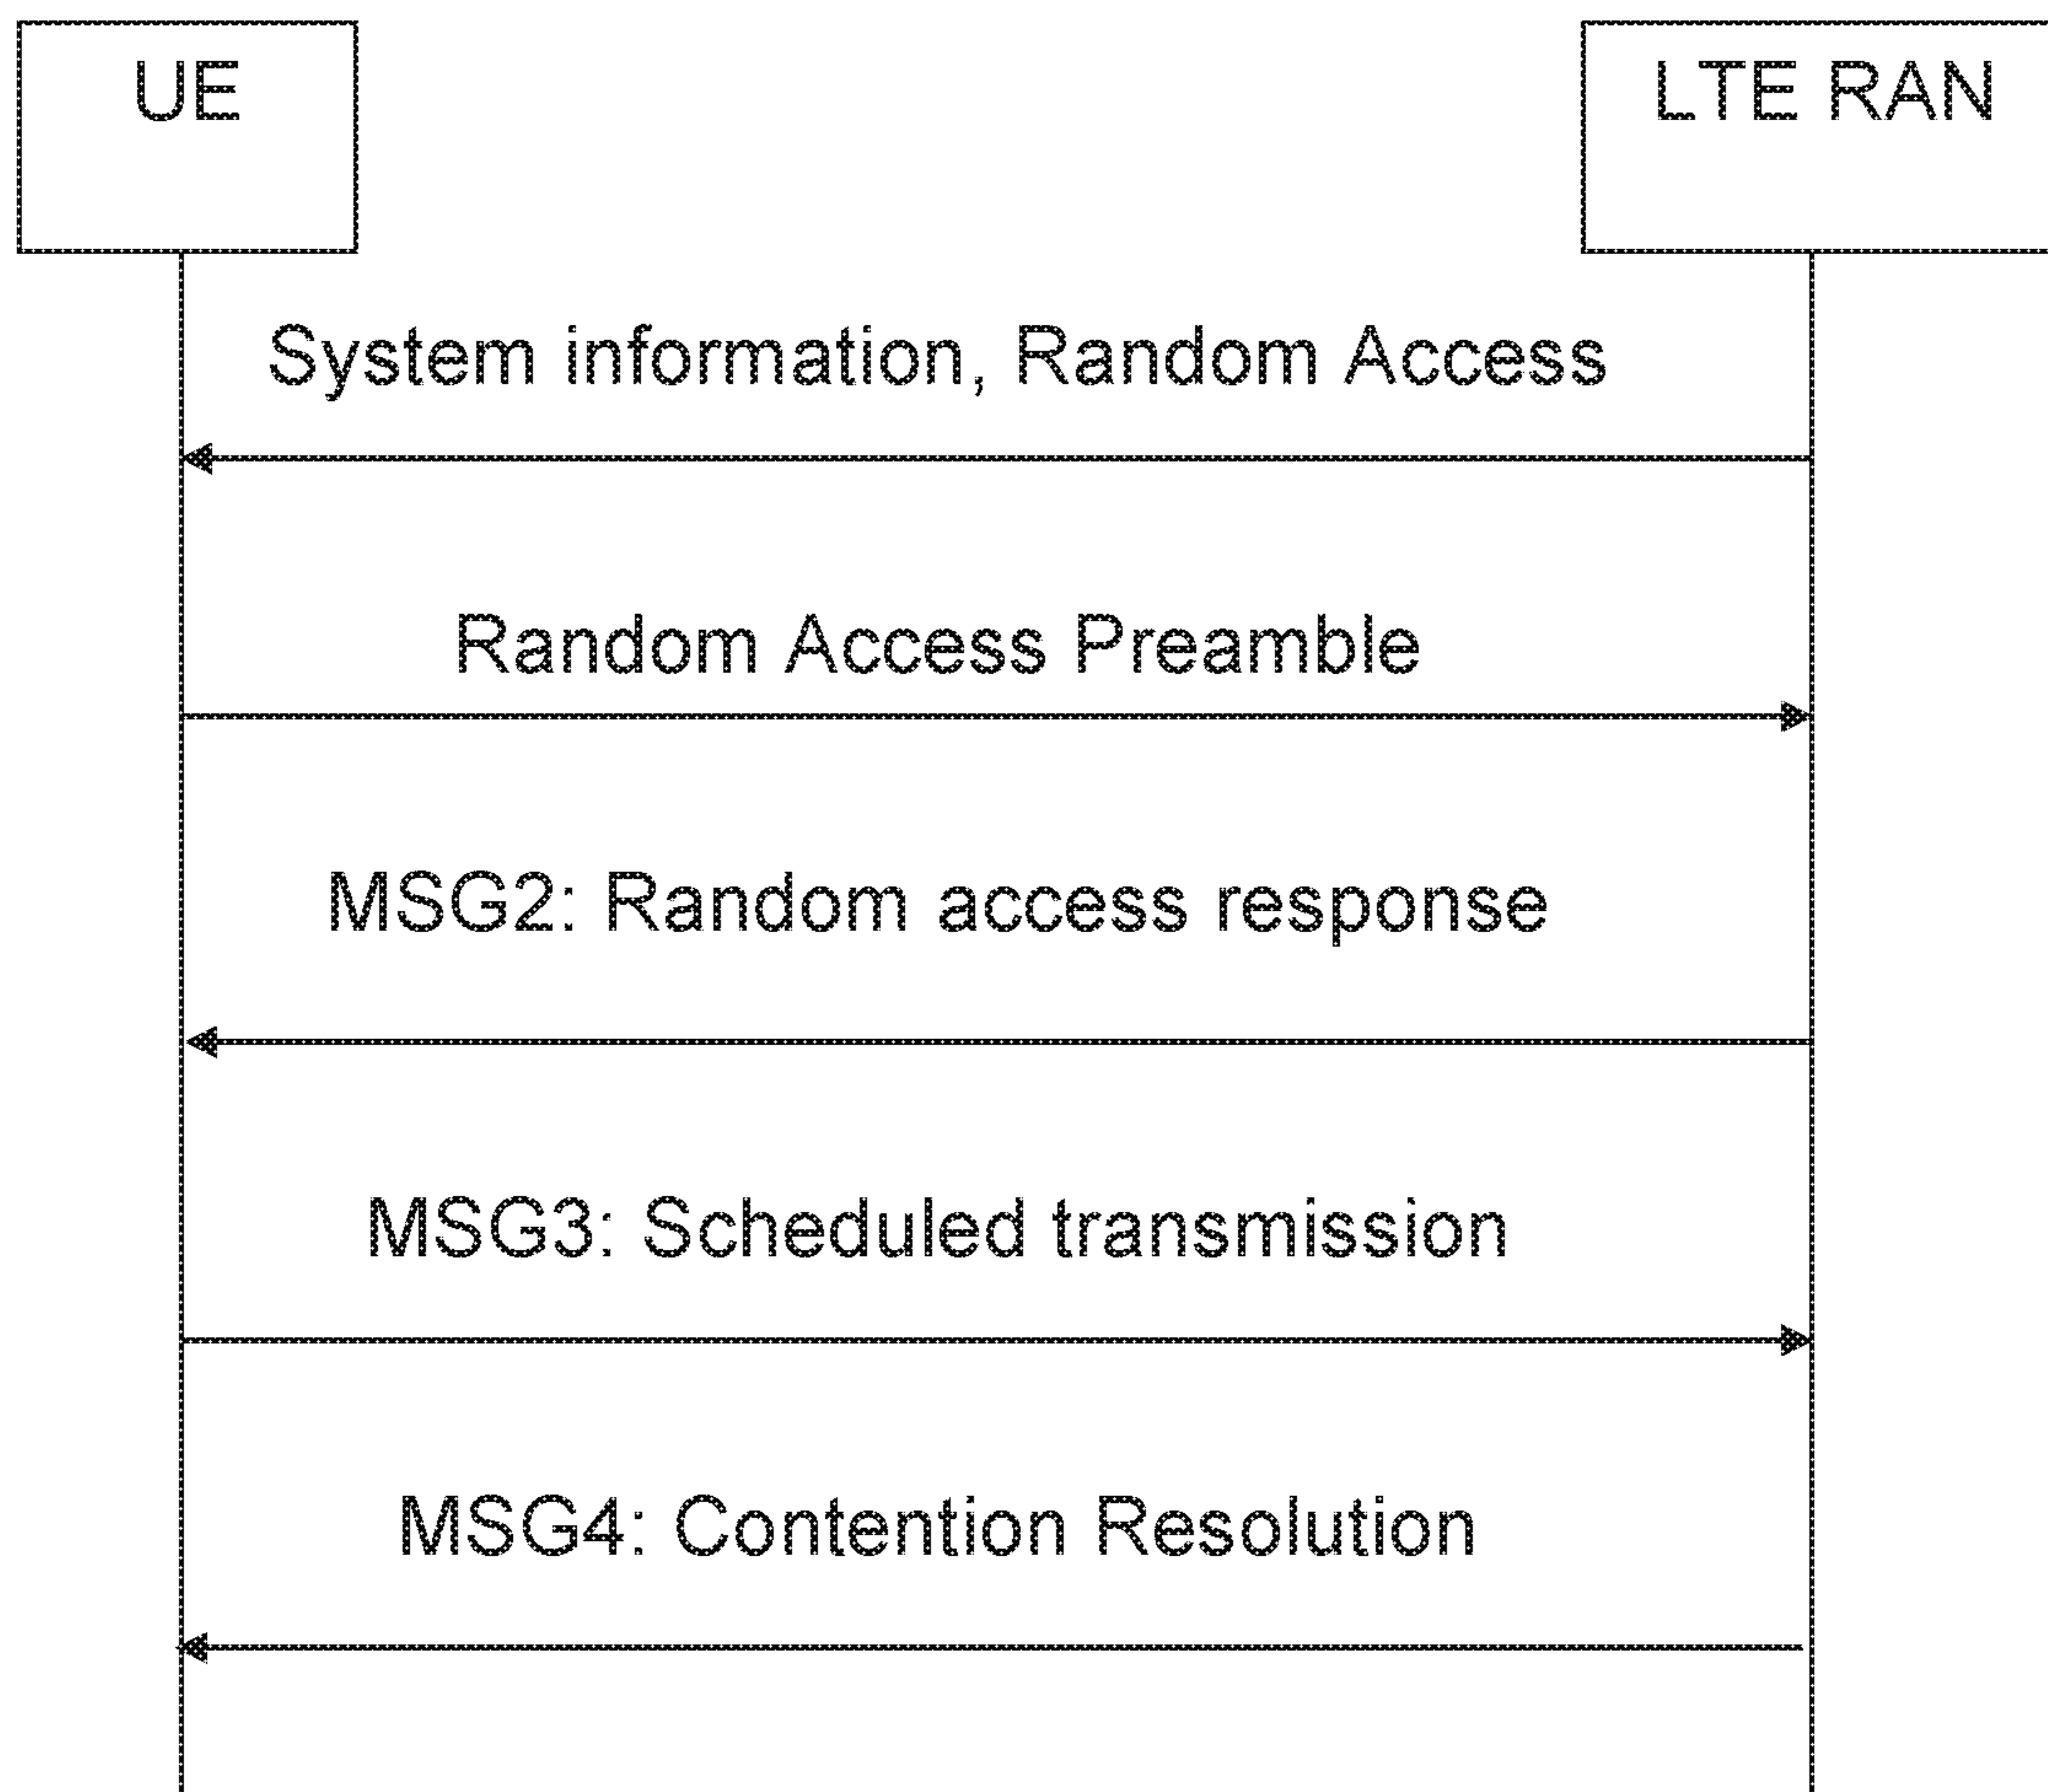 UE
LTE RAN
System information, Random Access
Random Access Preamble
MSG2: Random access response
MSG3: Scheduled transmission
MSG4: Contention Resolution